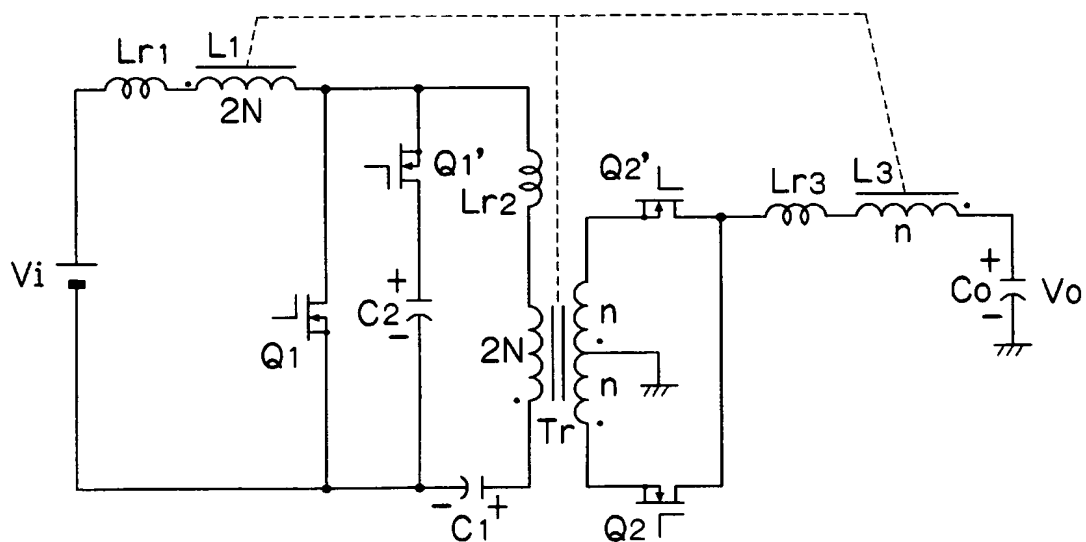 Lr1
L1
2N
Q1'
Lr2
Q2'
Lr3
L3
n
Vi
+
C2
-
Q1
2N
n
n
+
Co
-
Vo
Tr
- C1 +
Q2